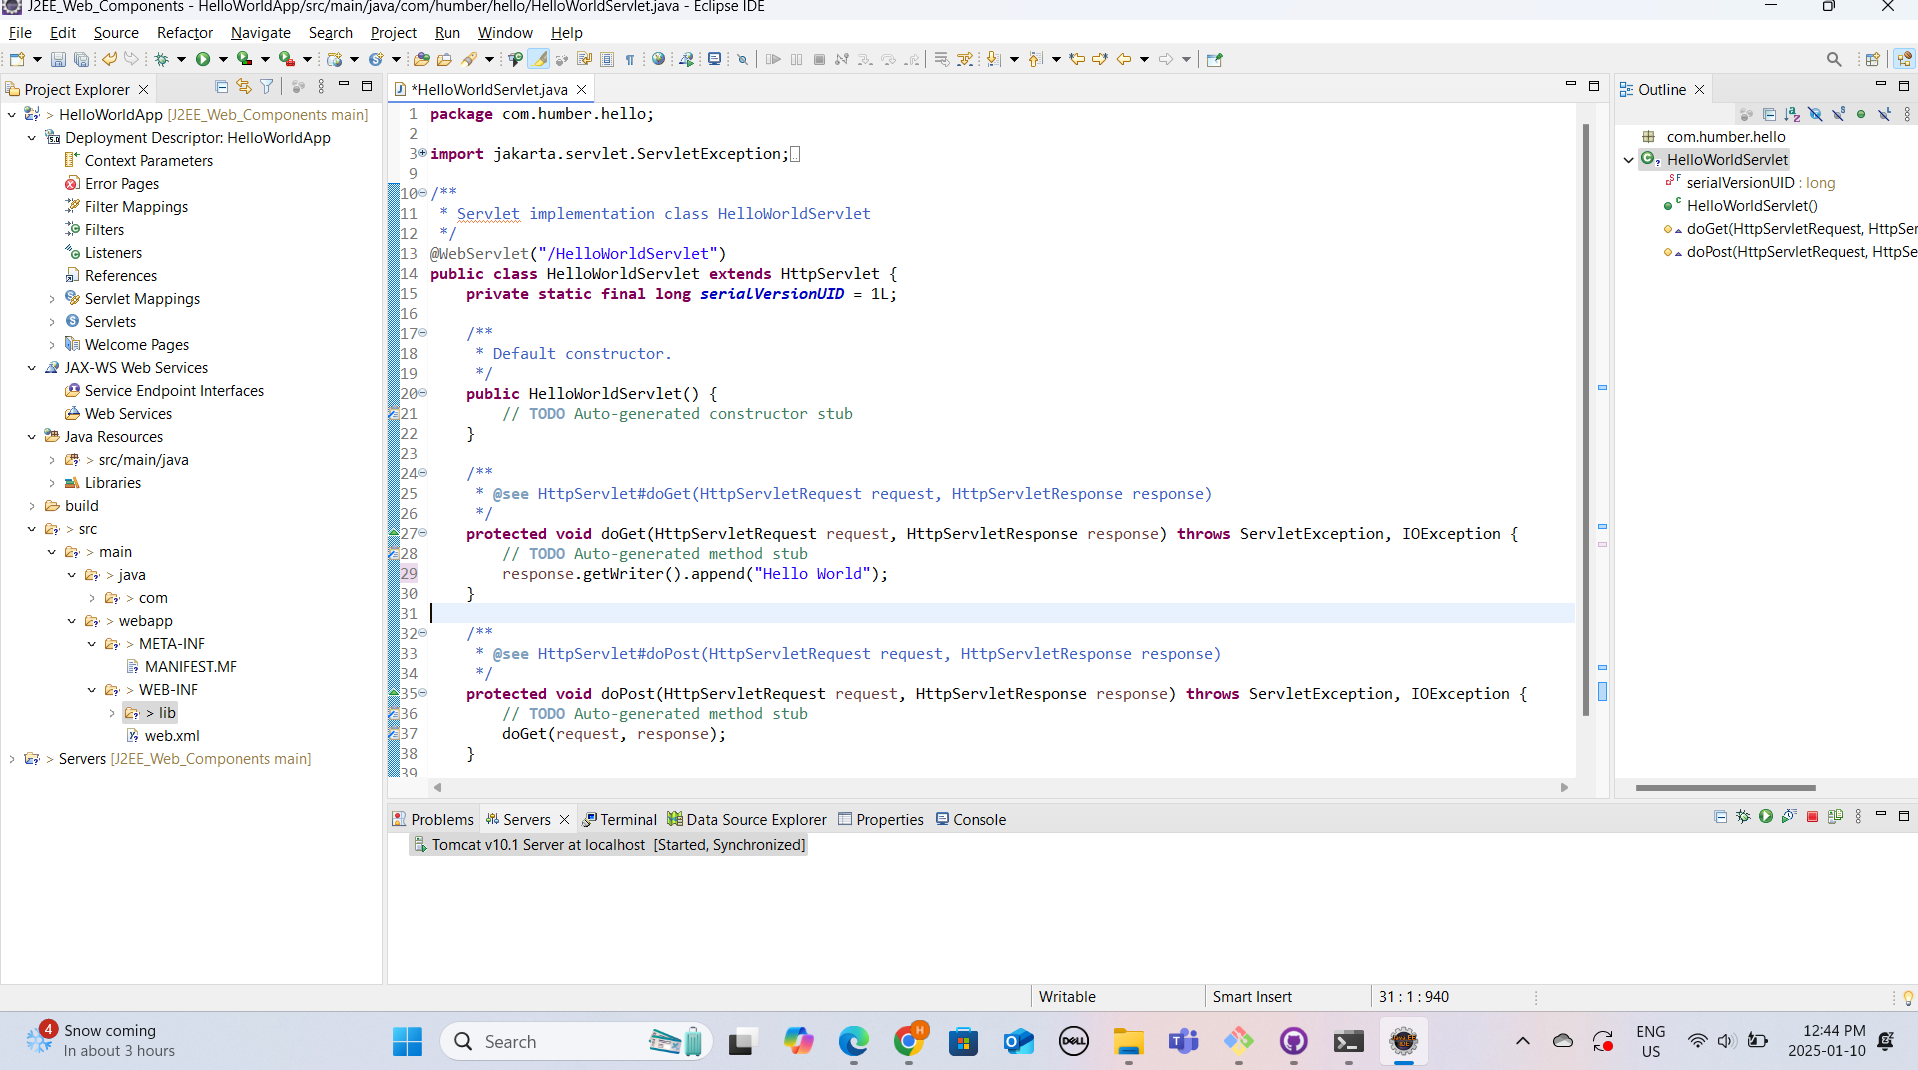 J2EE_Web_Components - HelloWorldApp/src/main/java/com/humber/hello/HelloWorldServlet.java - Eclipse IDE
File Edit Source Refactor Navigate Search Project Run Window Help
Project Explorer
HelloWorldApp [J2EE_Web_Components main]
Deployment Descriptor: HelloWorldApp
Context Parameters
Error Pages
Filter Mappings
Filters
Listeners
References
Servlet Mappings
Servlets
Welcome Pages
JAX-WS Web Services
Service Endpoint Interfaces
Web Services
Java Resources
> src/main/java
Libraries
build
> src
> main
> java
> com
> webapp
> META-INF
MANIFEST.MF
> WEB-INF
> lib
web.xml
> Servers [J2EE_Web_Components main]
*HelloWorldServlet.java
1 package com.humber.hello;
2
3 import jakarta.servlet.ServletException;
9
10 /**
11 * Servlet implementation class HelloWorldServlet
12 */
13 @WebServlet("/HelloWorldServlet")
14 public class HelloWorldServlet extends HttpServlet {
15 private static final long serialVersionUID = 1L;
16
17 /**
18 * Default constructor.
19 */
20 public HelloWorldServlet() {
21 // TODO Auto-generated constructor stub
22 }
23
24 /**
25 * @see HttpServlet#doGet(HttpServletRequest request, HttpServletResponse response)
26 */
27 protected void doGet(HttpServletRequest request, HttpServletResponse response) throws ServletException, IOException {
28 // TODO Auto-generated method stub
29 response.getWriter().append("Hello World");
30 }
31
32 /**
33 * @see HttpServlet#doPost(HttpServletRequest request, HttpServletResponse response)
34 */
35 protected void doPost(HttpServletRequest request, HttpServletResponse response) throws ServletException, IOException {
36 // TODO Auto-generated method stub
37 doGet(request, response);
38 }
39
Outline
com.humber.hello
HelloWorldServlet
serialVersionUID : long
HelloWorldServlet()
doGet(HttpServletRequest, HttpSer
doPost(HttpServletRequest, HttpSe
Problems Servers Terminal Data Source Explorer Properties Console
Tomcat v10.1 Server at localhost [Started, Synchronized]
Writable Smart Insert 31 : 1 : 940
4
Snow coming
In about 3 hours
Search
H
DELL
ENG
US
12:44 PM
2025-01-10